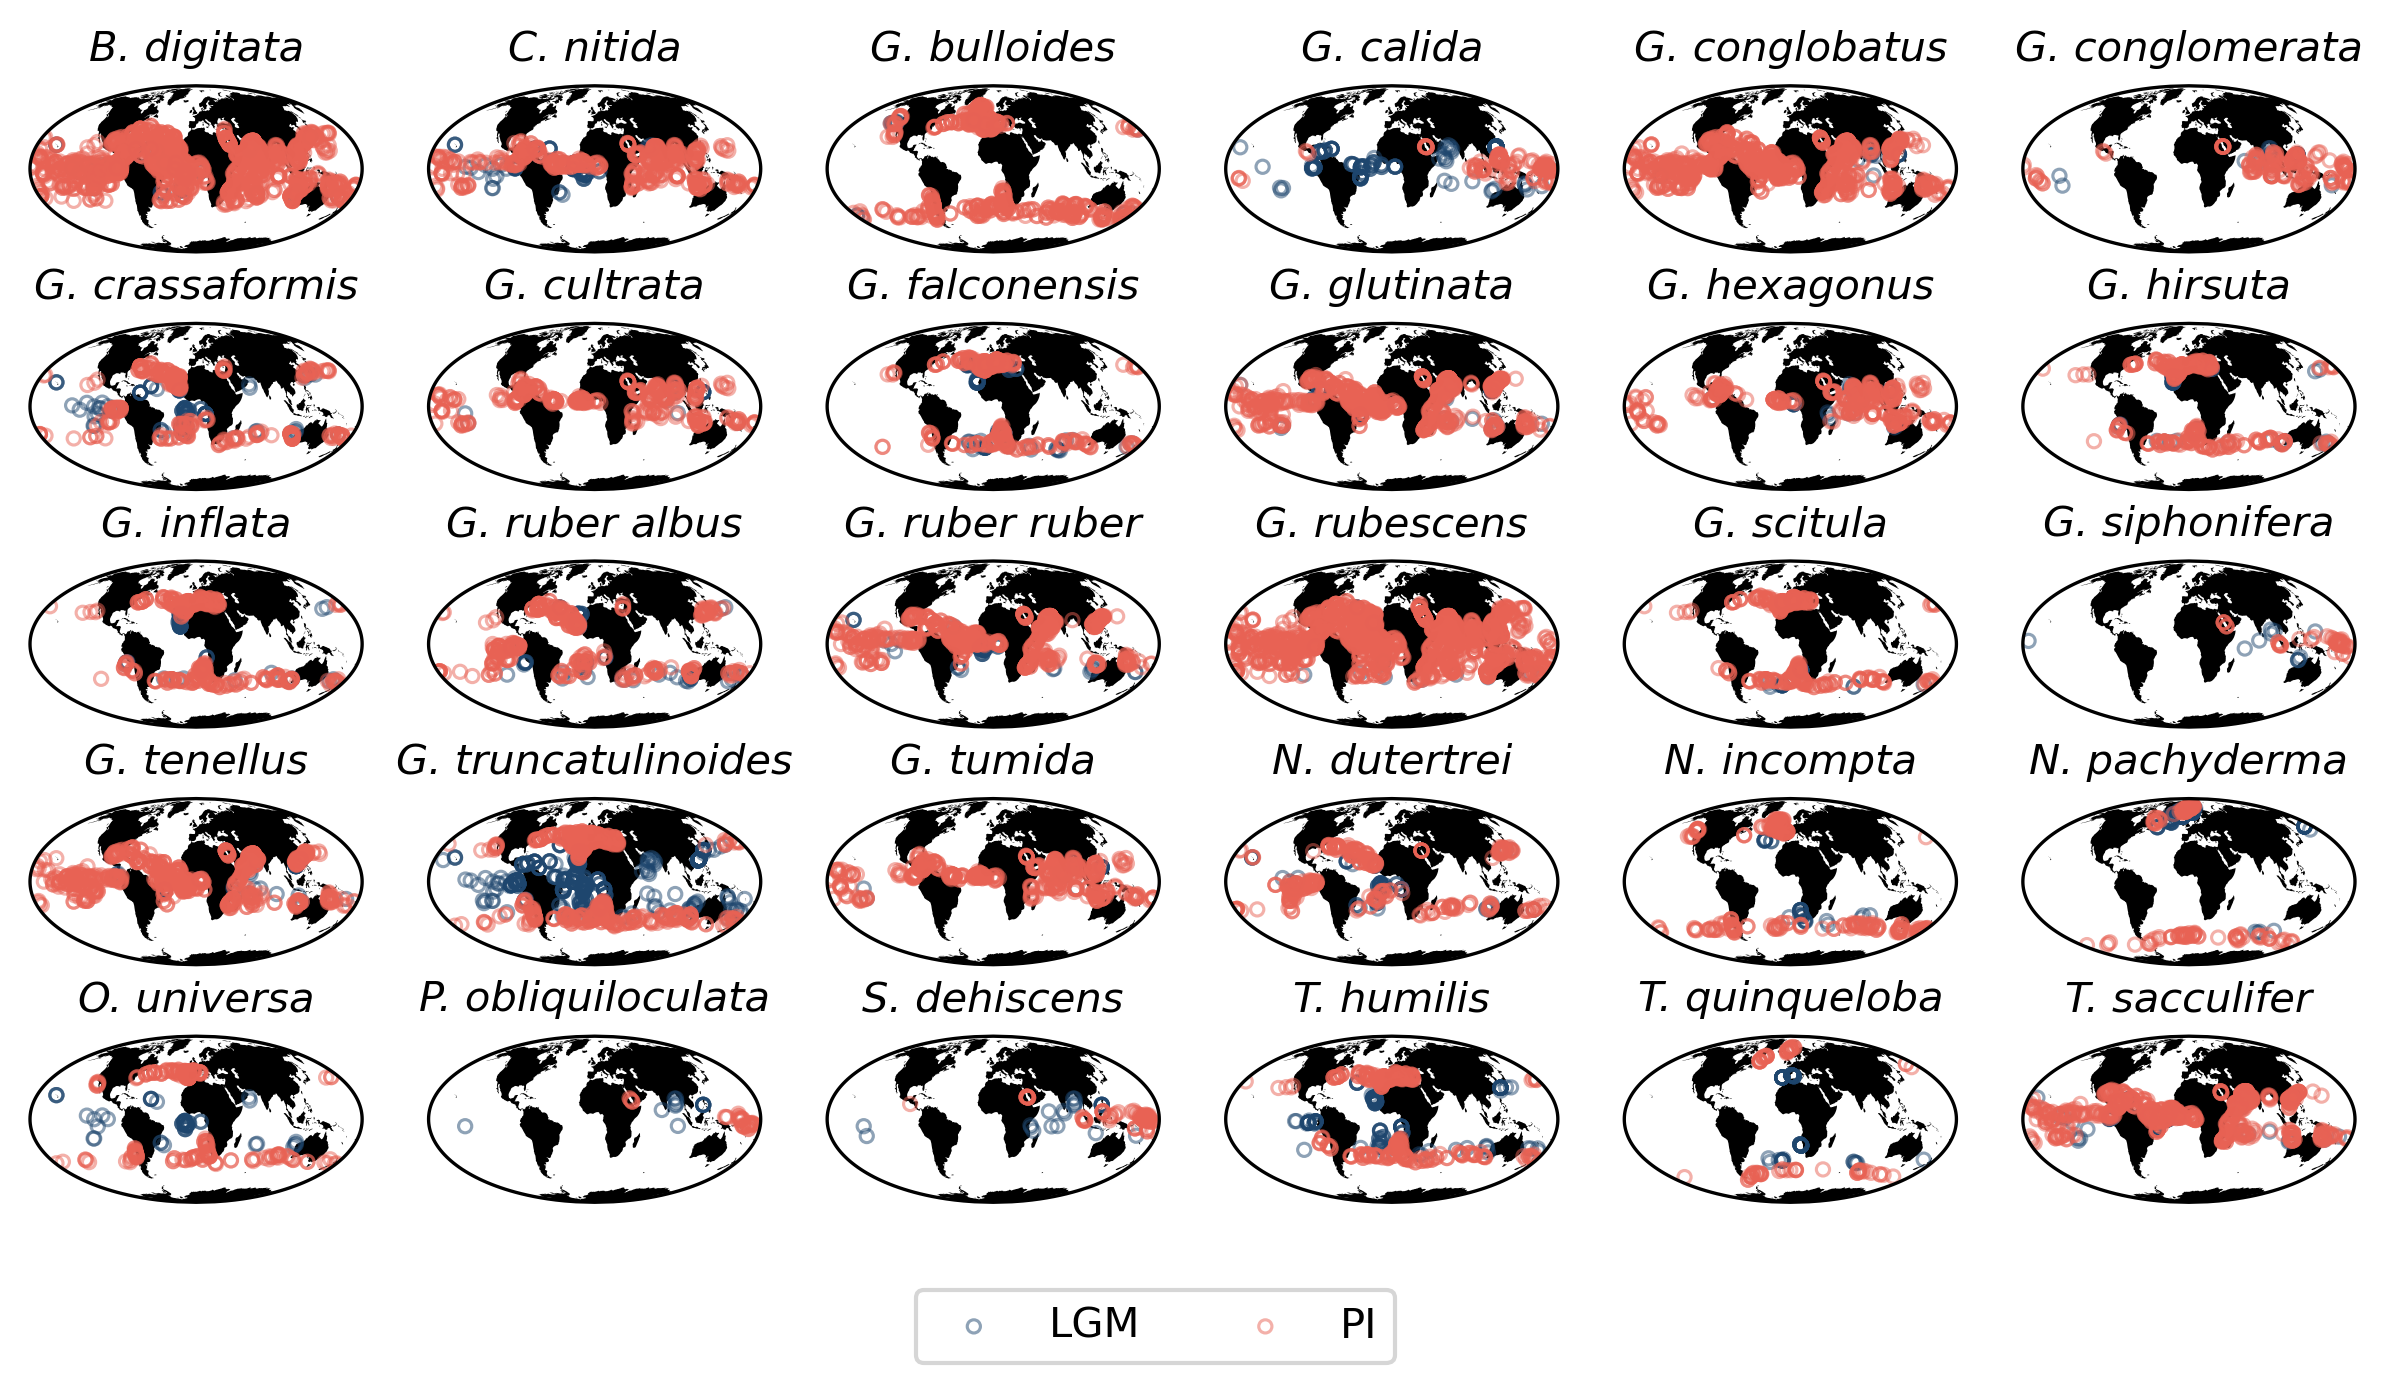 B. digitata C. nitida G. bulloides G. calida G. conglobatus G. conglomerata
G. crassaformis G. cultrata G. falconensis G. glutinata G. hexagonus G. hirsuta
G. inflata G. ruber albus G. ruber ruber G. rubescens G. scitula G. siphonifera
G. tenellus G. truncatulinoides G. tumida N. dutertrei N. incompta N. pachyderma
O. universa P. obliquiloculata S. dehiscens T. humilis T. quinqueloba T. sacculifer
LGM PI